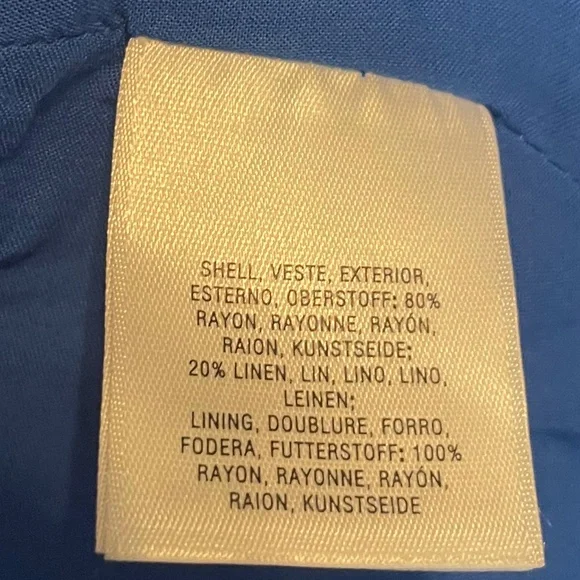 SHELL, VESTE, EXTERIOR,
ESTERNO, OBERSTOFF: 80%
RAYON, RAYONNE, RAYÓN,
RAION, KUNSTSEIDE;
20% LINEN, LIN, LINO, LINO,
LEINEN;
LINING, DOUBLURE, FORRO,
FODERA, FUTTERSTOFF: 100%
RAYON, RAYONNE, RAYÓN,
RAION, KUNSTSEIDE